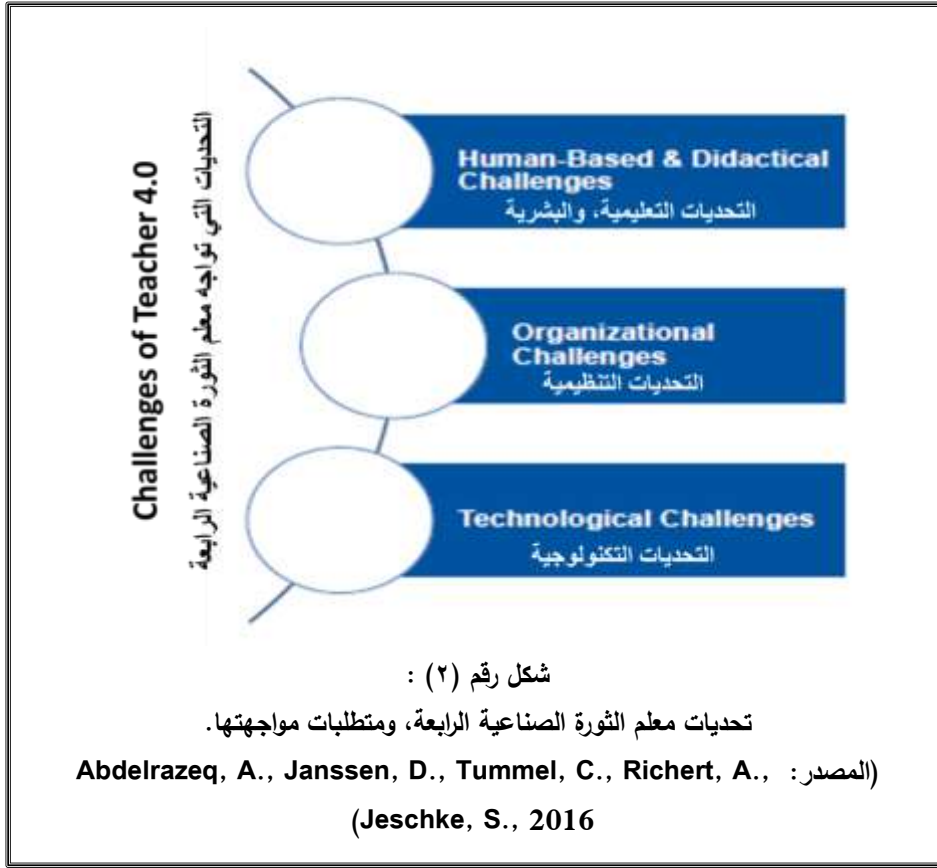 Challenges of Teacher 4.0
التحديات التي تواجه معلم الثورة الصناعية الرابعة
Human-Based & Didactical
Challenges
التحديات التعليمية، والبشرية
Organizational
Challenges
التحديات التنظيمية
Technological Challenges
التحديات التكنولوجية
شكل رقم (٢) :
تحديات معلم الثورة الصناعية الرابعة، ومتطلبات مواجهتها.
(المصدر: Abdelrazeq, A., Janssen, D., Tummel, C., Richert, A.,
Jeschke, S., 2016)